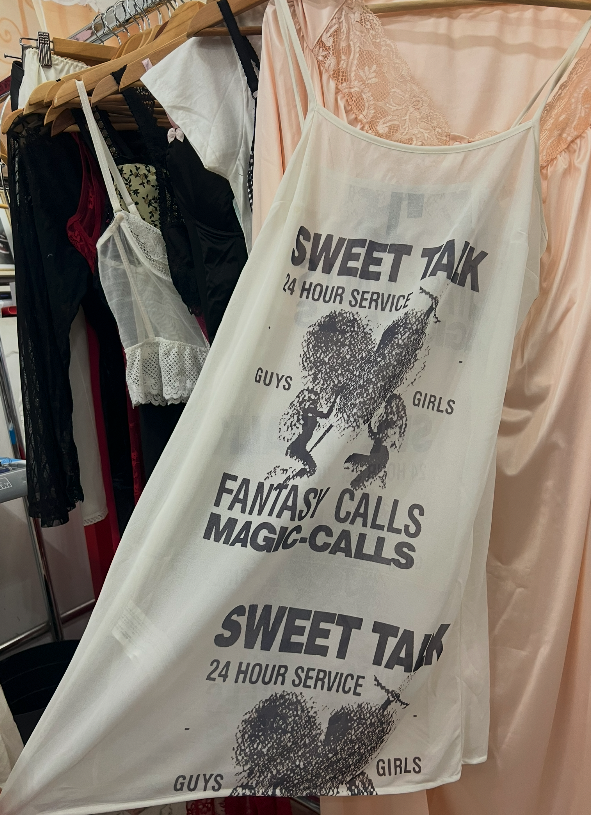 SWEET TALK
24 HOUR SERVICE
GUYS
GIRLS
FANTASY CALLS
MAGIC-CALLS
SWEET TALK
24 HOUR SERVICE
GUYS
GIRLS